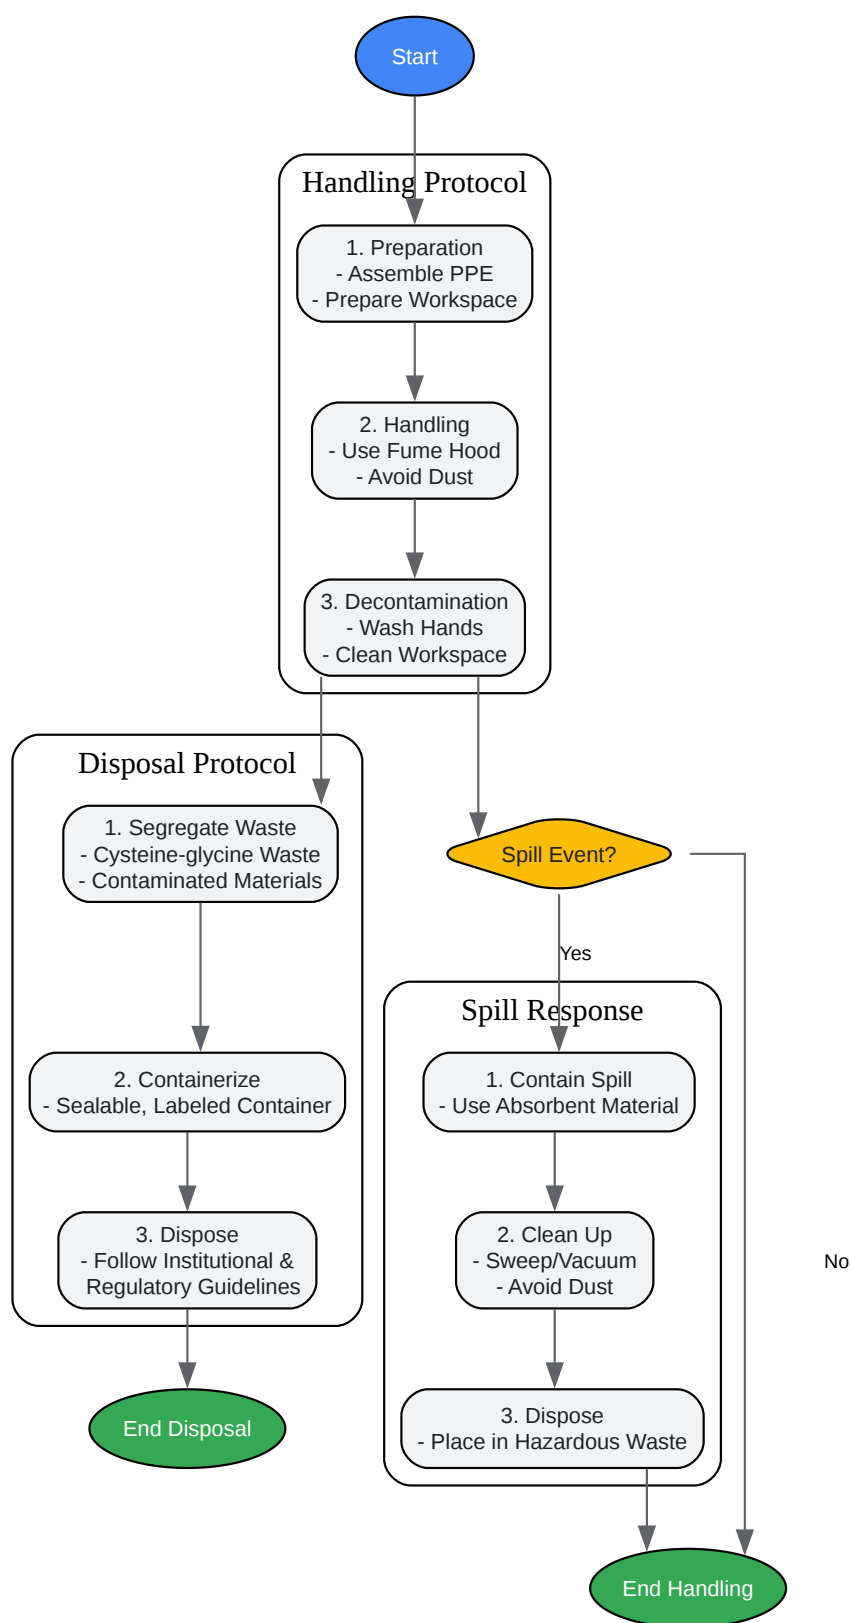 Start
Handling Protocol
1. Preparation
- Assemble PPE
- Prepare Workspace
2. Handling
- Use Fume Hood
- Avoid Dust
3. Decontamination
- Wash Hands
- Clean Workspace
Disposal Protocol
1. Segregate Waste
- Cysteine-glycine Waste
- Contaminated Materials
2. Containerize
- Sealable, Labeled Container
3. Dispose
- Follow Institutional &
Regulatory Guidelines
End Disposal
Spill Event?
Yes
Spill Response
1. Contain Spill
- Use Absorbent Material
2. Clean Up
- Sweep/Vacuum
- Avoid Dust
3. Dispose
- Place in Hazardous Waste
No
End Handling